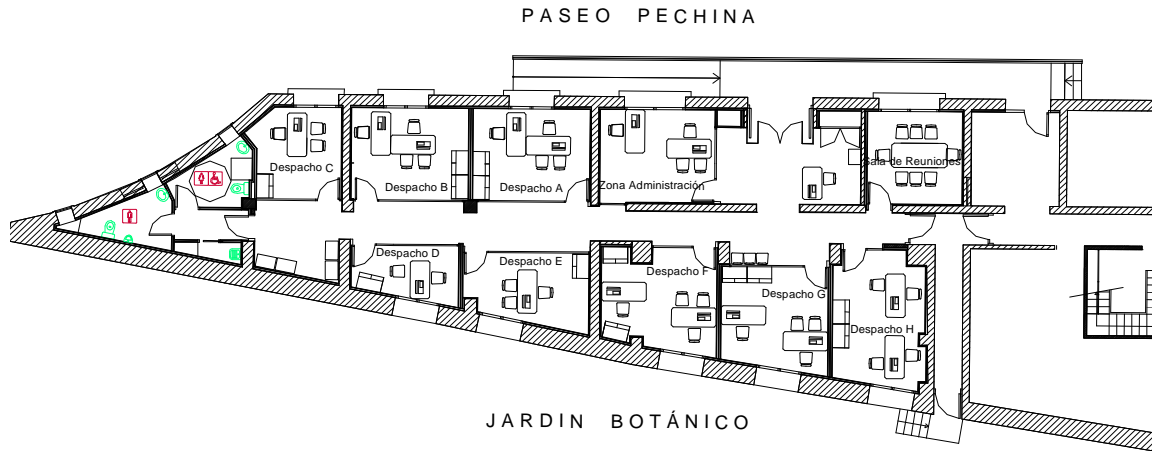 PASEO PECHINA
Despacho C
Despacho B
Despacho A
Zona Administración
Sala de Reuniones
Despacho D
Despacho E
Despacho F
Despacho G
Despacho H
JARDIN BOTÁNICO